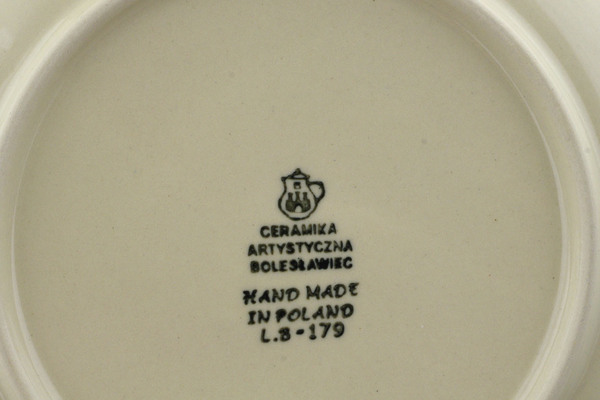 CERAMIKA
ARTYSTYCZNA
BOLESŁAWIEC
HAND MADE
IN POLAND
L.B-179